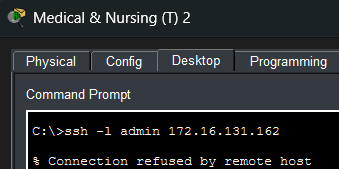 Medical & Nursing (T) 2
Physical Config Desktop Programming
Command Prompt
C:\>ssh -l admin 172.16.131.162
% Connection refused by remote host